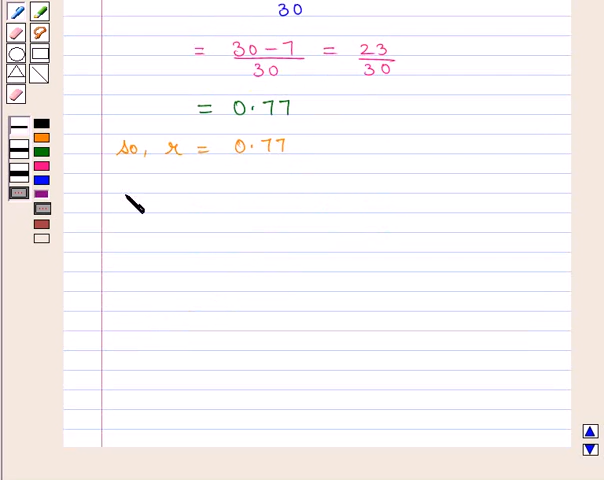 30
= 30 - 7 / 30 = 23 / 30
= 0.77
so, r = 0.77